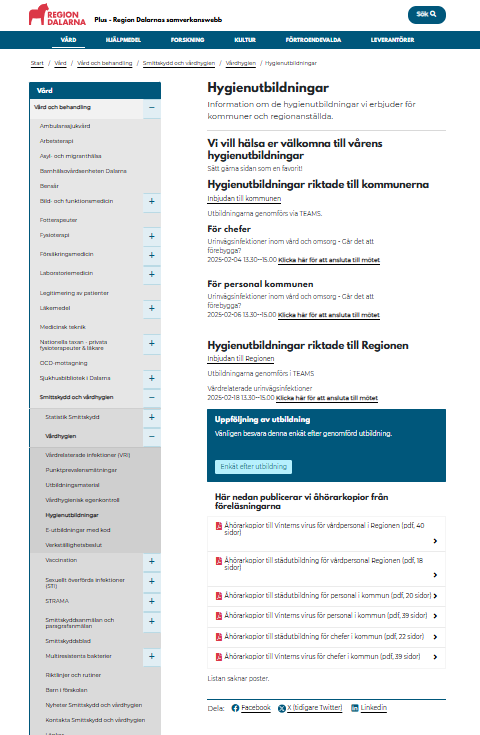 REGION
DALARNA
Plus - Region Dalarnas samverkanswebb
Sök
VÅRD
HJÄLPMEDEL
FORSKNING
KULTUR
FÖRTROENDEVALDA
LEVERANTÖRER
Start / Vård / Vård och behandling / Smittskydd och vårdhygien / Vårdhygien / Hygienutbildningar
Vård
Vård och behandling
Ambulanssjukvård
Arbetsterapi
Asyl- och migranthälsa
Barnhälsovårdsenheten Dalarna
Bensår
Bild- och funktionsmedicin
Fotterapeuter
Fysioterapi
Försäkringsmedicin
Laboratoriemedicin
Legitimering av patienter
Läkemedel
Medicinsk teknik
Nationella taxan - privata
fysioterapeuter & läkare
OCD-mottagning
Sjukhusbibliotek i Dalarna
Smittskydd och vårdhygien
Statistik Smittskydd
Vårdhygien
Vårdrelaterade infektioner (VRI)
Punktprevalensmätningar
Utbildningsmaterial
Vårdhygienisk egenkontroll
Hygienutbildningar
E-utbildningar med kod
Verkställighetsbeslut
Vaccination
Sexuellt överförda infektioner
(STI)
STRAMA
Smittskyddsanmälan och
paragrafanmälan
Smittskyddsblad
Multiresistenta bakterier
Riktlinjer och rutiner
Barn i förskolan
Nyheter Smittskydd och vårdhygien
Kontakta Smittskydd och vårdhygien
Hygienutbildningar
Information om de hygienutbildningar vi erbjuder för
kommuner och regionanställda.
Vi vill hälsa er välkomna till vårens
hygienutbildningar
Sätt gärna sidan som en favorit!
Hygienutbildningar riktade till kommunerna
Inbjudan till kommunen
Utbildningarna genomförs via TEAMS.
För chefer
Urinvägsinfektioner inom vård och omsorg - Går det att
förebygga?
2025-02-04 13.30–15.00 Klicka här för att ansluta till mötet
För personal kommunen
Urinvägsinfektioner inom vård och omsorg - Går det att
förebygga?
2025-02-06 13.30–15.00 Klicka här för att ansluta till mötet
Hygienutbildningar riktade till Regionen
Inbjudan till Regionen
Utbildningarna genomförs i TEAMS
Vårdrelaterade urinvägsinfektioner
2025-02-18 13.30–15.00 Klicka här för att ansluta till mötet
Uppföljning av utbildning
Vänligen besvara denna enkät efter genomförd utbildning.
Enkät efter utbildning
Här nedan publicerar vi åhörarkopior från
föreläsningarna
Åhörarkopior till Vinterns virus för vårdpersonal i Regionen (pdf, 40
sidor)
Åhörarkopior till städutbildning för vårdpersonal Regionen (pdf, 18
sidor)
Åhörarkopior till städutbildning för personal i kommun (pdf, 20 sidor)
Åhörarkopior till Vinterns virus för personal i kommun (pdf, 39 sidor)
Åhörarkopior till städutbildning för chefer i kommun (pdf, 22 sidor)
Åhörarkopior till Vinterns virus för chefer i kommun (pdf, 39 sidor)
Listan saknar poster.
Dela: Facebook X (tidigare Twitter) Linkedin